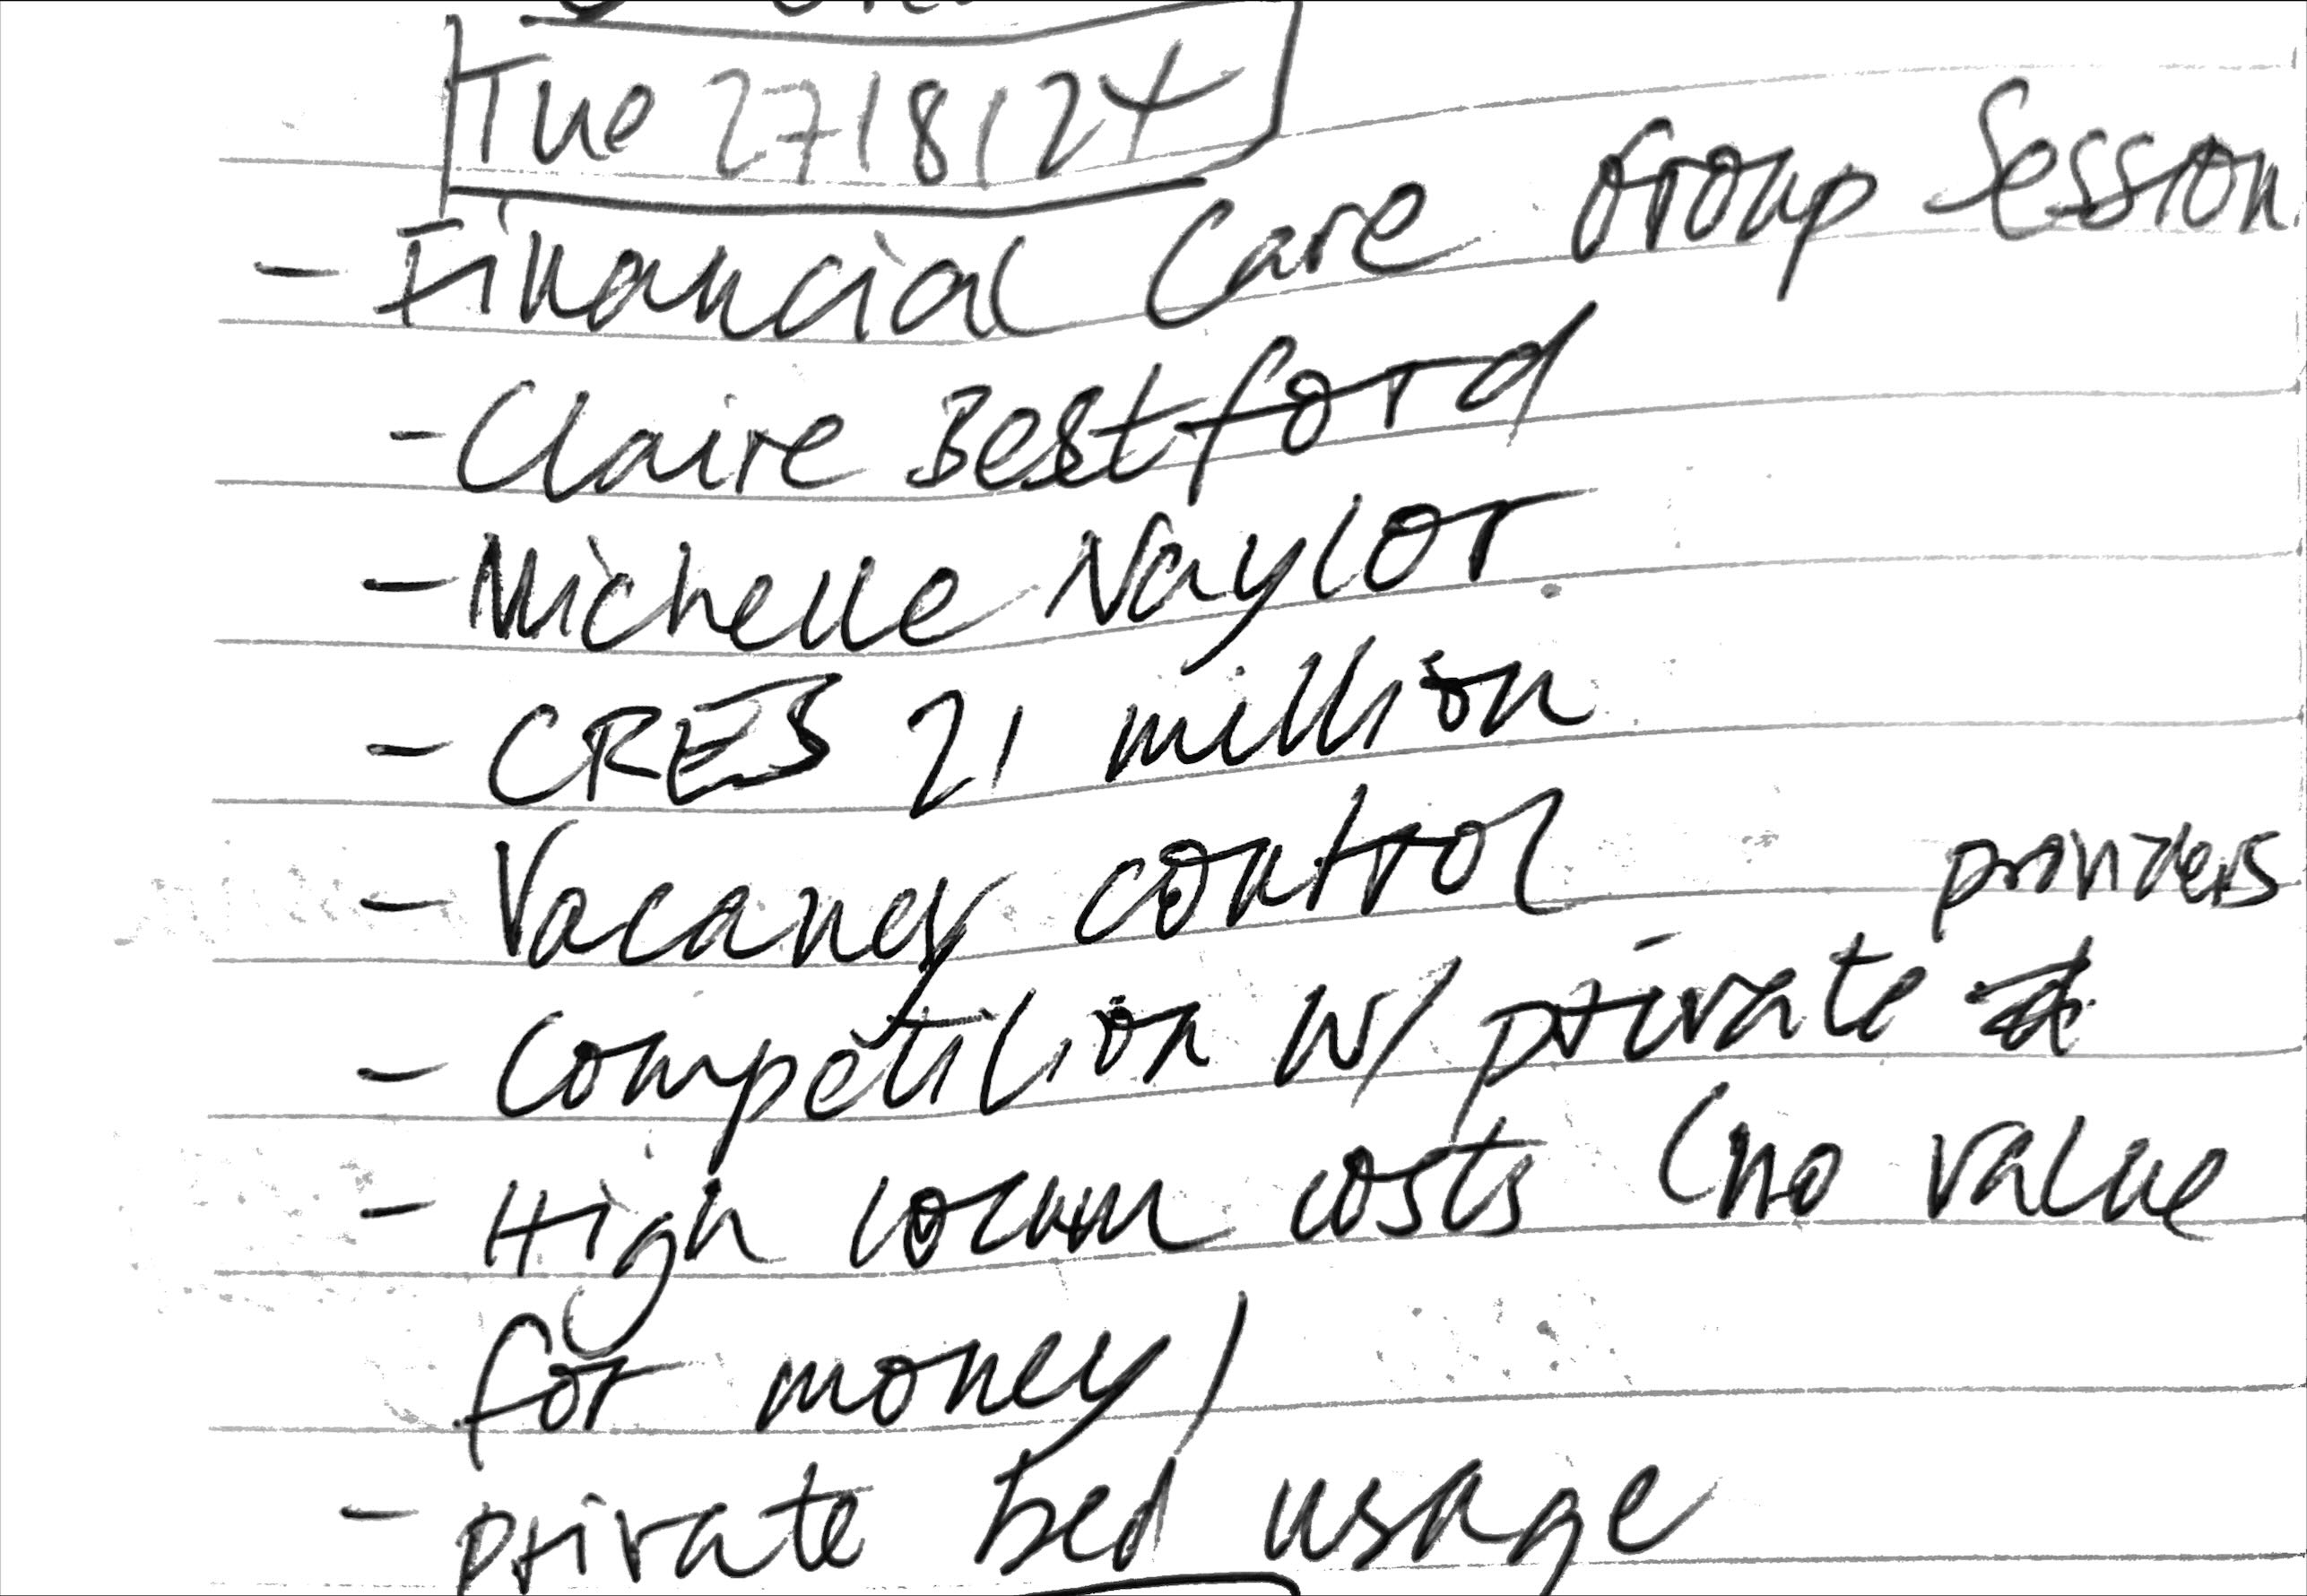 Tue 27/8/24
- Financial Care Group Session
- Claire Bestford
- Michelle Naylor
- CRES 21 million
- Vacancy control
- Competition w/ private providers
- High locum costs (no value
for money)
- private bed usage